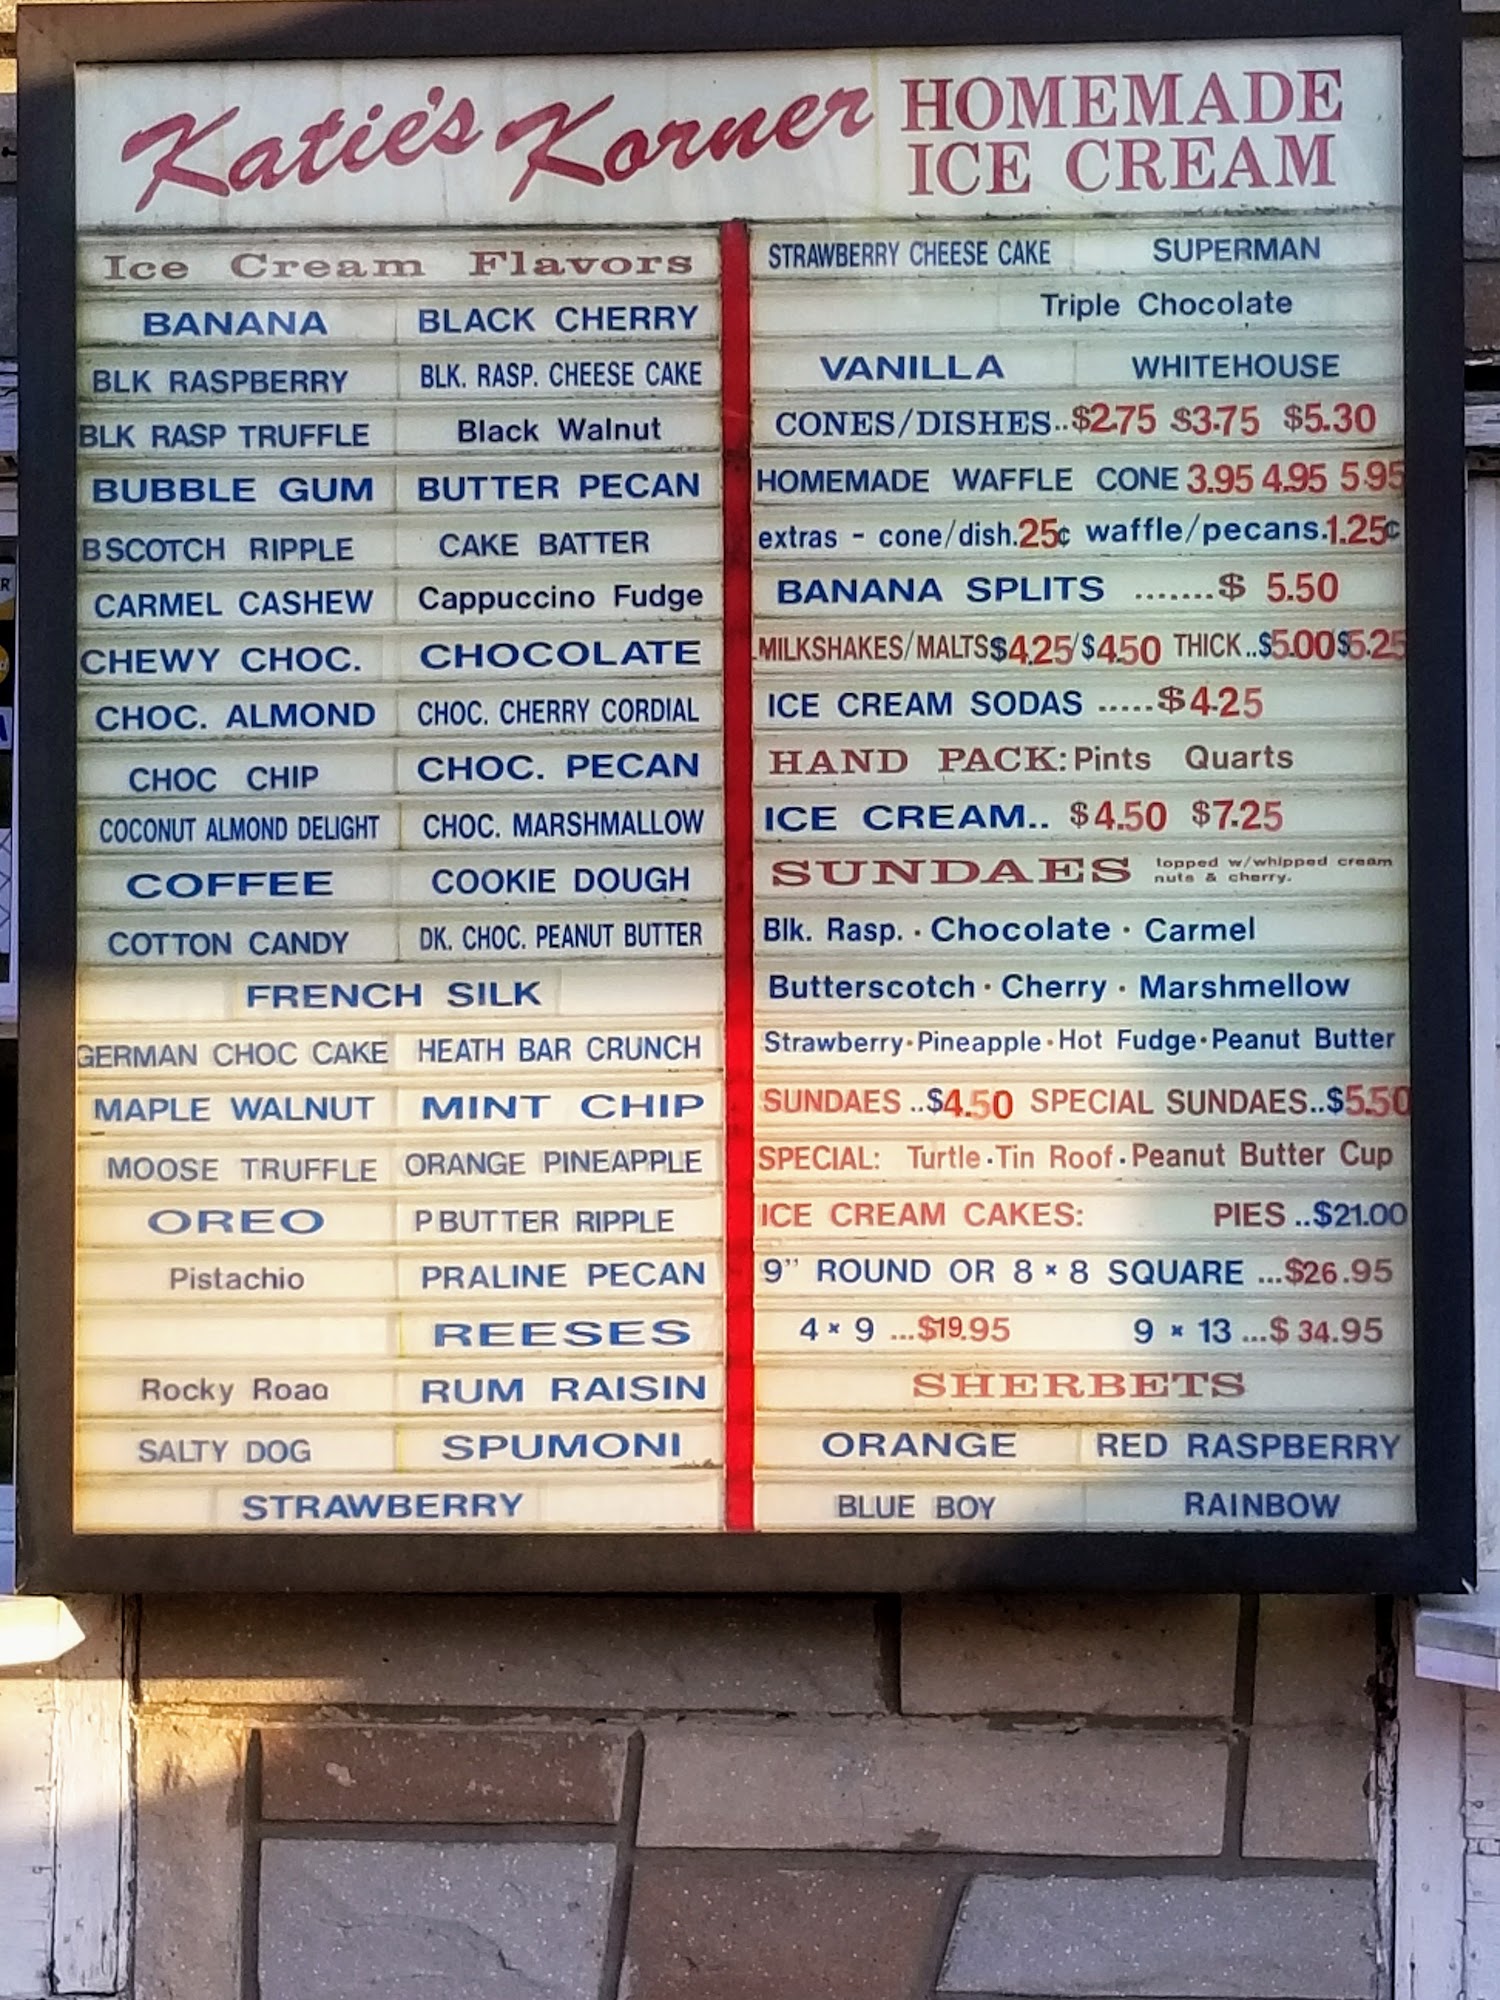 Katie's Korner HOMEMADE
ICE CREAM
Ice Cream Flavors
BANANA BLACK CHERRY
BLK RASPBERRY BLK. RASP. CHEESE CAKE
BLK RASP TRUFFLE Black Walnut
BUBBLE GUM BUTTER PECAN
BSCOTCH RIPPLE CAKE BATTER
CARMEL CASHEW Cappuccino Fudge
CHEWY CHOC. CHOCOLATE
CHOC. ALMOND CHOC. CHERRY CORDIAL
CHOC CHIP CHOC. PECAN
COCONUT ALMOND DELIGHT CHOC. MARSHMALLOW
COFFEE COOKIE DOUGH
COTTON CANDY DK. CHOC. PEANUT BUTTER
FRENCH SILK
GERMAN CHOC CAKE HEATH BAR CRUNCH
MAPLE WALNUT MINT CHIP
MOOSE TRUFFLE ORANGE PINEAPPLE
OREO PBUTTER RIPPLE
Pistachio PRALINE PECAN
REESES
Rocky Road RUM RAISIN
SALTY DOG SPUMONI
STRAWBERRY
STRAWBERRY CHEESE CAKE SUPERMAN
Triple Chocolate
VANILLA WHITEHOUSE
CONES/DISHES..$2.75 $3.75 $5.30
HOMEMADE WAFFLE CONE 3.95 4.95 5.95
extras - cone/dish.25¢ waffle/pecans.1.25¢
BANANA SPLITS .......$ 5.50
MILKSHAKES/MALTS$4.25/$4.50 THICK..$5.00$5.25
ICE CREAM SODAS .....$4.25
HAND PACK: Pints Quarts
ICE CREAM.. $4.50 $7.25
SUNDAES topped w/whipped cream
nuts & cherry.
Blk. Rasp. · Chocolate · Carmel
Butterscotch · Cherry · Marshmellow
Strawberry·Pineapple·Hot Fudge·Peanut Butter
SUNDAES ..$4.50 SPECIAL SUNDAES..$5.50
SPECIAL: Turtle·Tin Roof·Peanut Butter Cup
ICE CREAM CAKES: PIES ..$21.00
9" ROUND OR 8 × 8 SQUARE ...$26.95
4 × 9 ...$19.95 9 × 13 ...$ 34.95
SHERBETS
ORANGE RED RASPBERRY
BLUE BOY RAINBOW